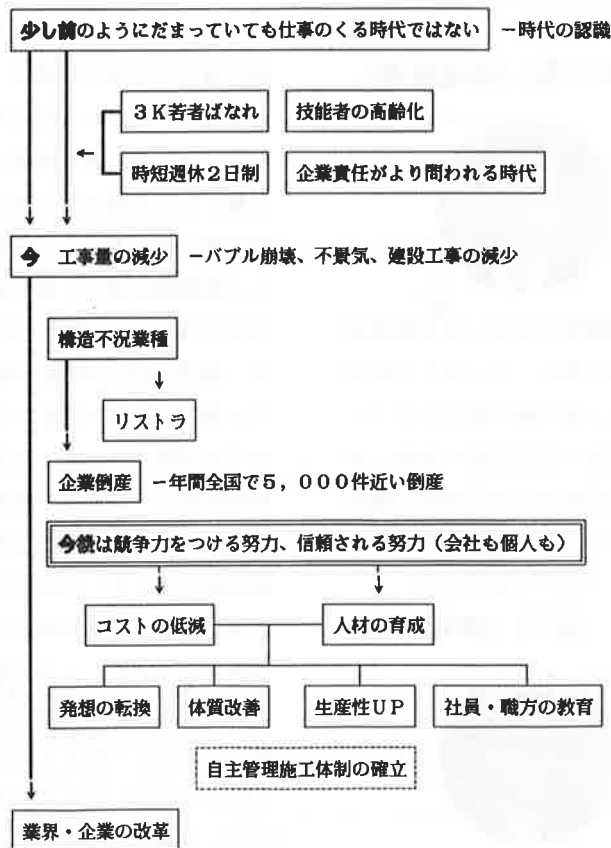 少し前のようにだまっていても仕事のくる時代ではない －時代の認識
３Ｋ若者ばなれ 技能者の高齢化
時短週休２日制 企業責任がより問われる時代
今 工事量の減少 －バブル崩壊、不景気、建設工事の減少
構造不況業種
リストラ
企業倒産 －年間全国で５，０００件近い倒産
今後は競争力をつける努力、信頼される努力（会社も個人も）
コストの低減 人材の育成
発想の転換 体質改善 生産性ＵＰ 社員・職方の教育
自主管理施工体制の確立
業界・企業の改革